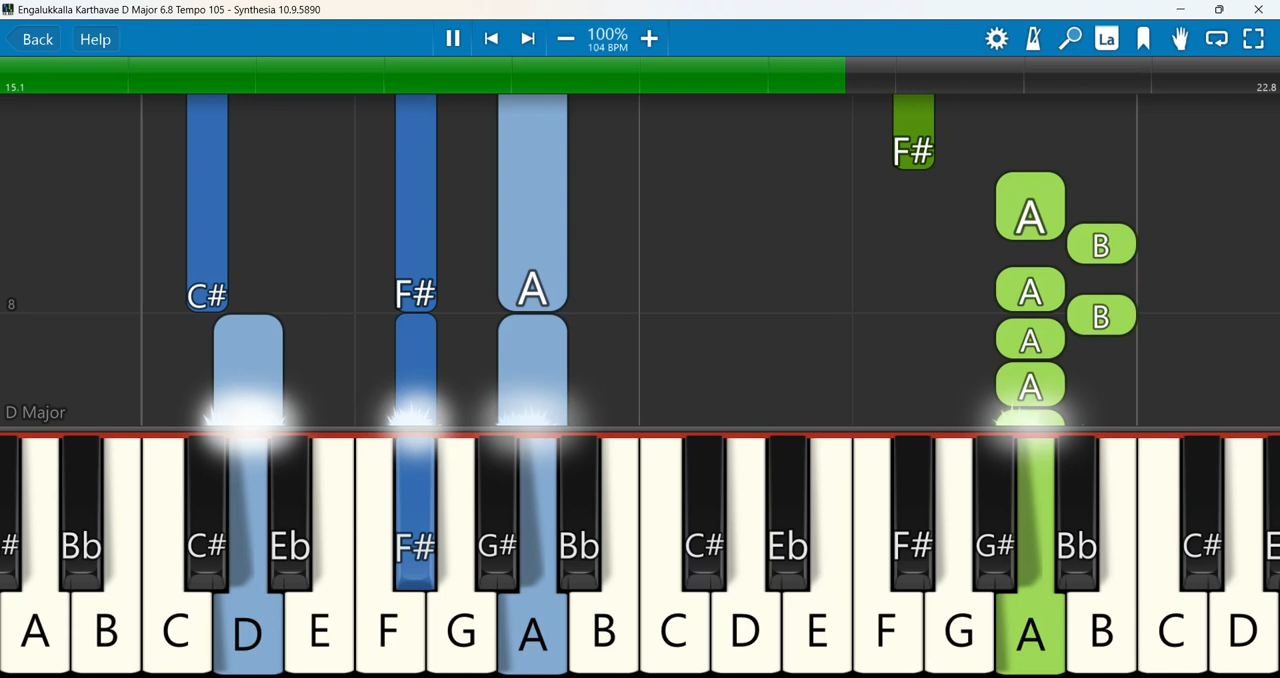 Engalukkalla Karthavae D Major 6.8 Tempo 105 - Synthesia 10.9.5890
Back Help 100% La
104 BPM
15.1 22.8
F#
A
B
C# F# A A
8 B
A
A
D Major
# Bb C# Eb F# G# Bb C# Eb F# G# Bb C# E
A B C D E F G A B C D E F G A B C D